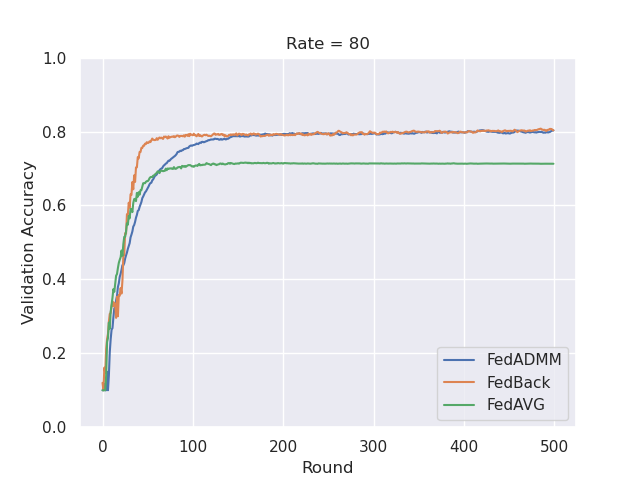 Rate = 80
Validation Accuracy
1.0
0.8
0.6
0.4
0.2
0.0
FedADMM
FedBack
FedAVG
0 100 200 300 400 500
Round